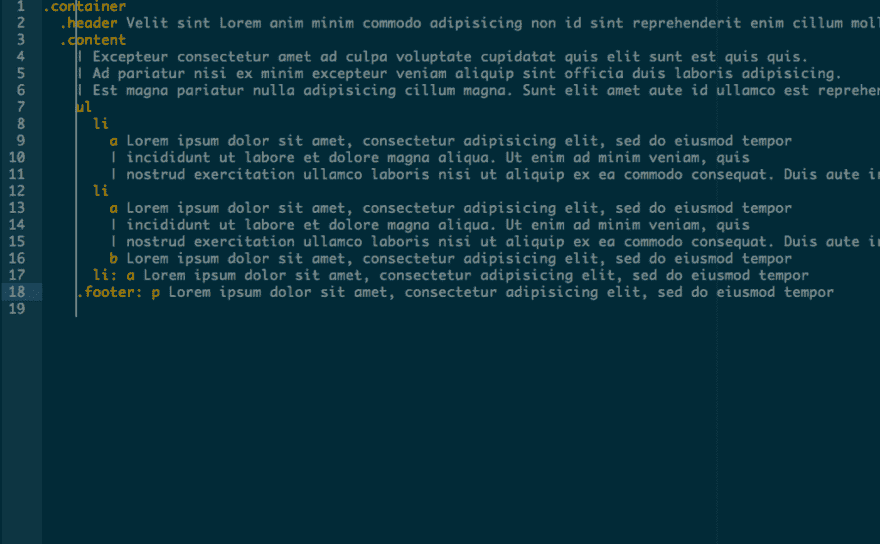 1 .container
2 .header Velit sint Lorem anim minim commodo adipisicing non id sint reprehenderit enim cillum moll
3 .content
4 | Excepteur consectetur amet ad culpa voluptate cupidatat quis elit sunt est quis quis.
5 | Ad pariatur nisi ex minim excepteur veniam aliquip sint officia duis laboris adipisicing.
6 | Est magna pariatur nulla adipisicing cillum magna. Sunt elit amet aute id ullamco est reprehen
7 ul
8 li
9 a Lorem ipsum dolor sit amet, consectetur adipisicing elit, sed do eiusmod tempor
10 | incididunt ut labore et dolore magna aliqua. Ut enim ad minim veniam, quis
11 | nostrud exercitation ullamco laboris nisi ut aliquip ex ea commodo consequat. Duis aute i
12 li
13 a Lorem ipsum dolor sit amet, consectetur adipisicing elit, sed do eiusmod tempor
14 | incididunt ut labore et dolore magna aliqua. Ut enim ad minim veniam, quis
15 | nostrud exercitation ullamco laboris nisi ut aliquip ex ea commodo consequat. Duis aute i
16 b Lorem ipsum dolor sit amet, consectetur adipisicing elit, sed do eiusmod tempor
17 li: a Lorem ipsum dolor sit amet, consectetur adipisicing elit, sed do eiusmod tempor
18 .footer: p Lorem ipsum dolor sit amet, consectetur adipisicing elit, sed do eiusmod tempor
19